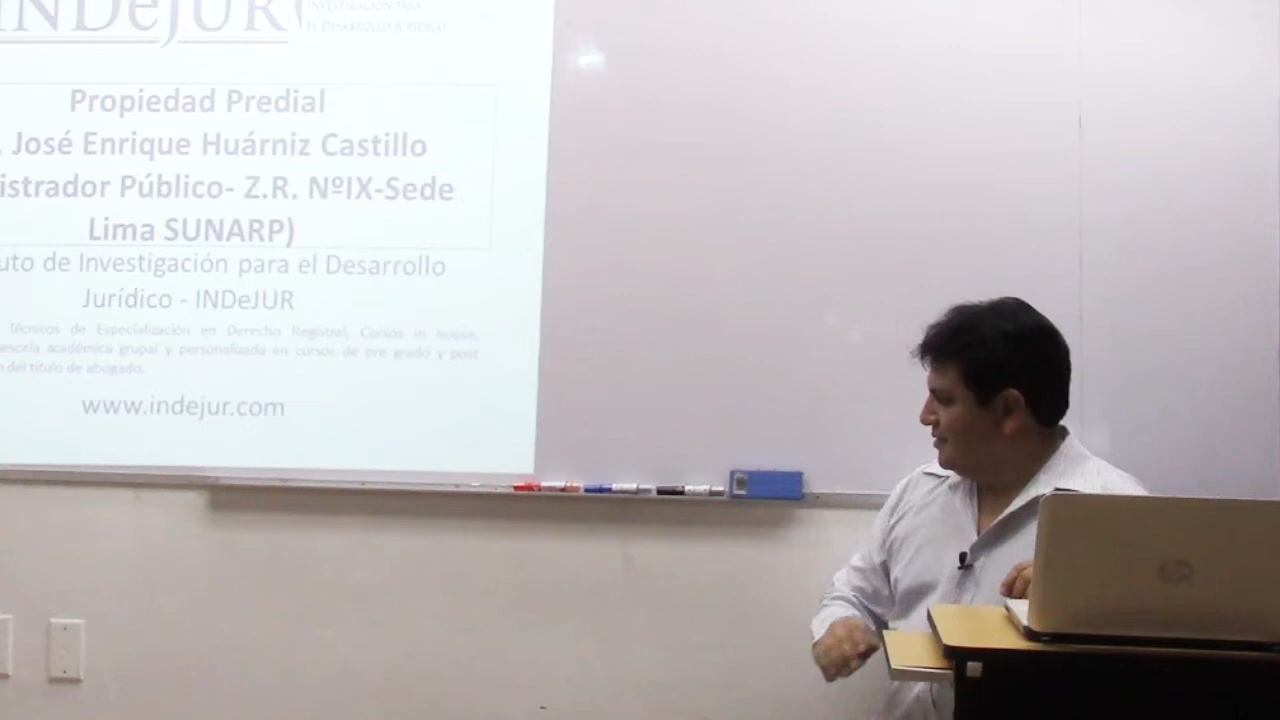 INDeJUR
INVESTIGACIÓN PARA
EL DESARROLLO JURÍDICO
Propiedad Predial
. José Enrique Huárniz Castillo
istrador Público- Z.R. NºIX-Sede
Lima SUNARP)
uto de Investigación para el Desarrollo
Jurídico - INDeJUR
Técnicos de Especialización en Derecho Registral. Cursos in house,
esoría académica grupal y personalizada en cursos de pre grado y post
n del título de abogado.
www.indejur.com
hp